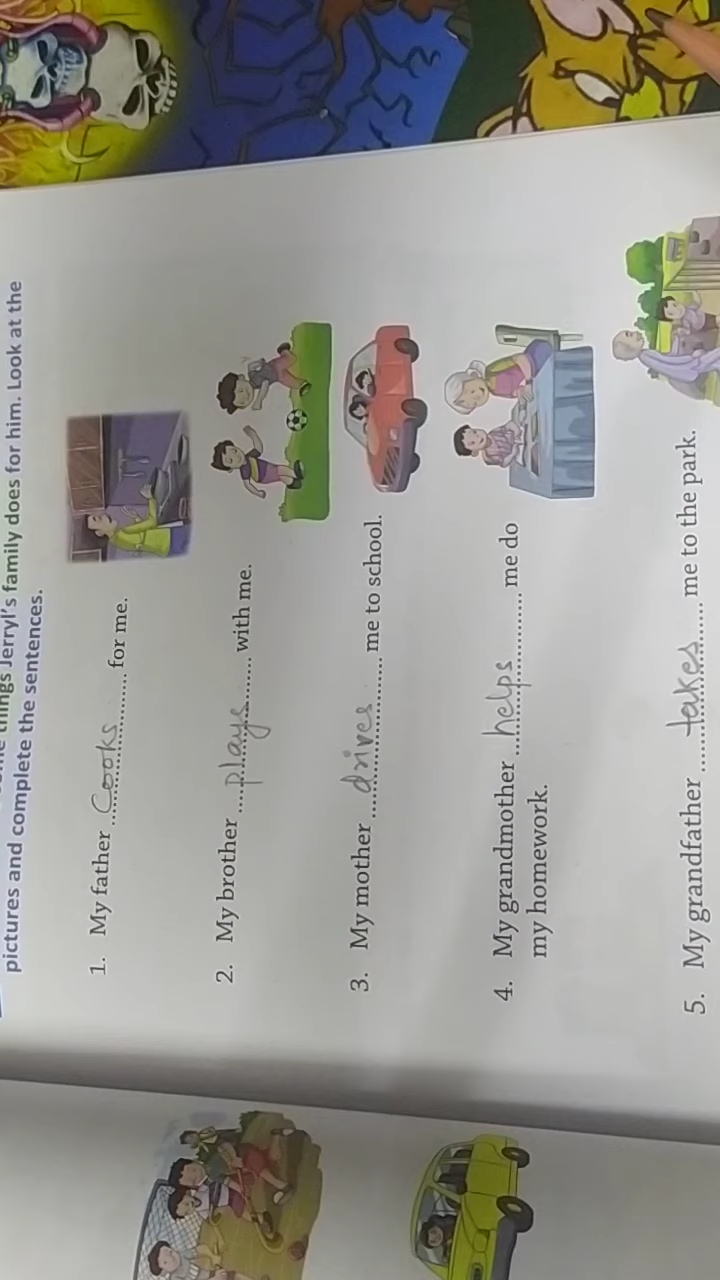 things Jerryl's family does for him. Look at the
pictures and complete the sentences.
1. My father Cooks for me.
2. My brother plays with me.
3. My mother drives me to school.
4. My grandmother helps me do
my homework.
5. My grandfather takes me to the park.